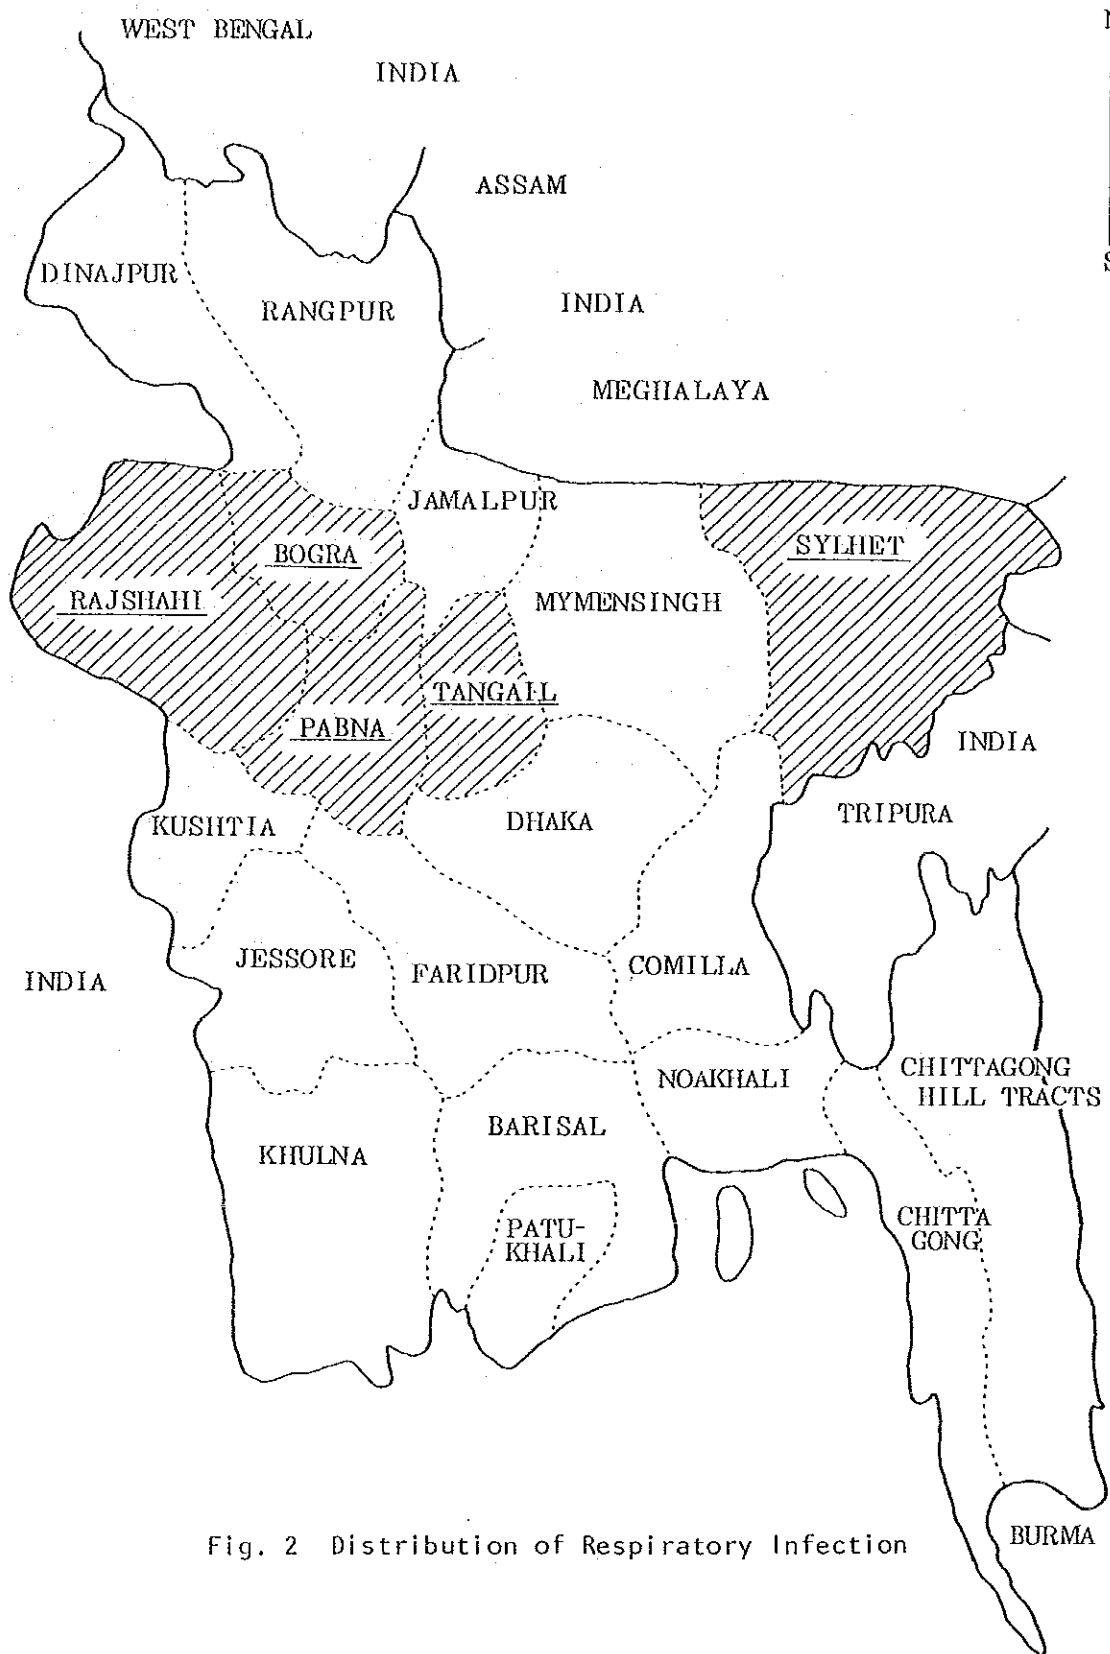 WEST BENGAL
N
INDIA
ASSAM
S
DINAJPUR
RANGPUR
INDIA
MEGHALAYA
JAMALPUR
BOGRA
SYLHET
RAJSHAHI
MYMENSINGH
TANGAIL
PABNA
INDIA
KUSHTIA
DHAKA
TRIPURA
JESSORE
FARIDPUR
COMILLA
INDIA
NOAKHALI
CHITTAGONG
HILL TRACTS
BARISAL
KHULNA
PATU-
KHALI
CHITTA
GONG
Fig. 2 Distribution of Respiratory Infection
BURMA